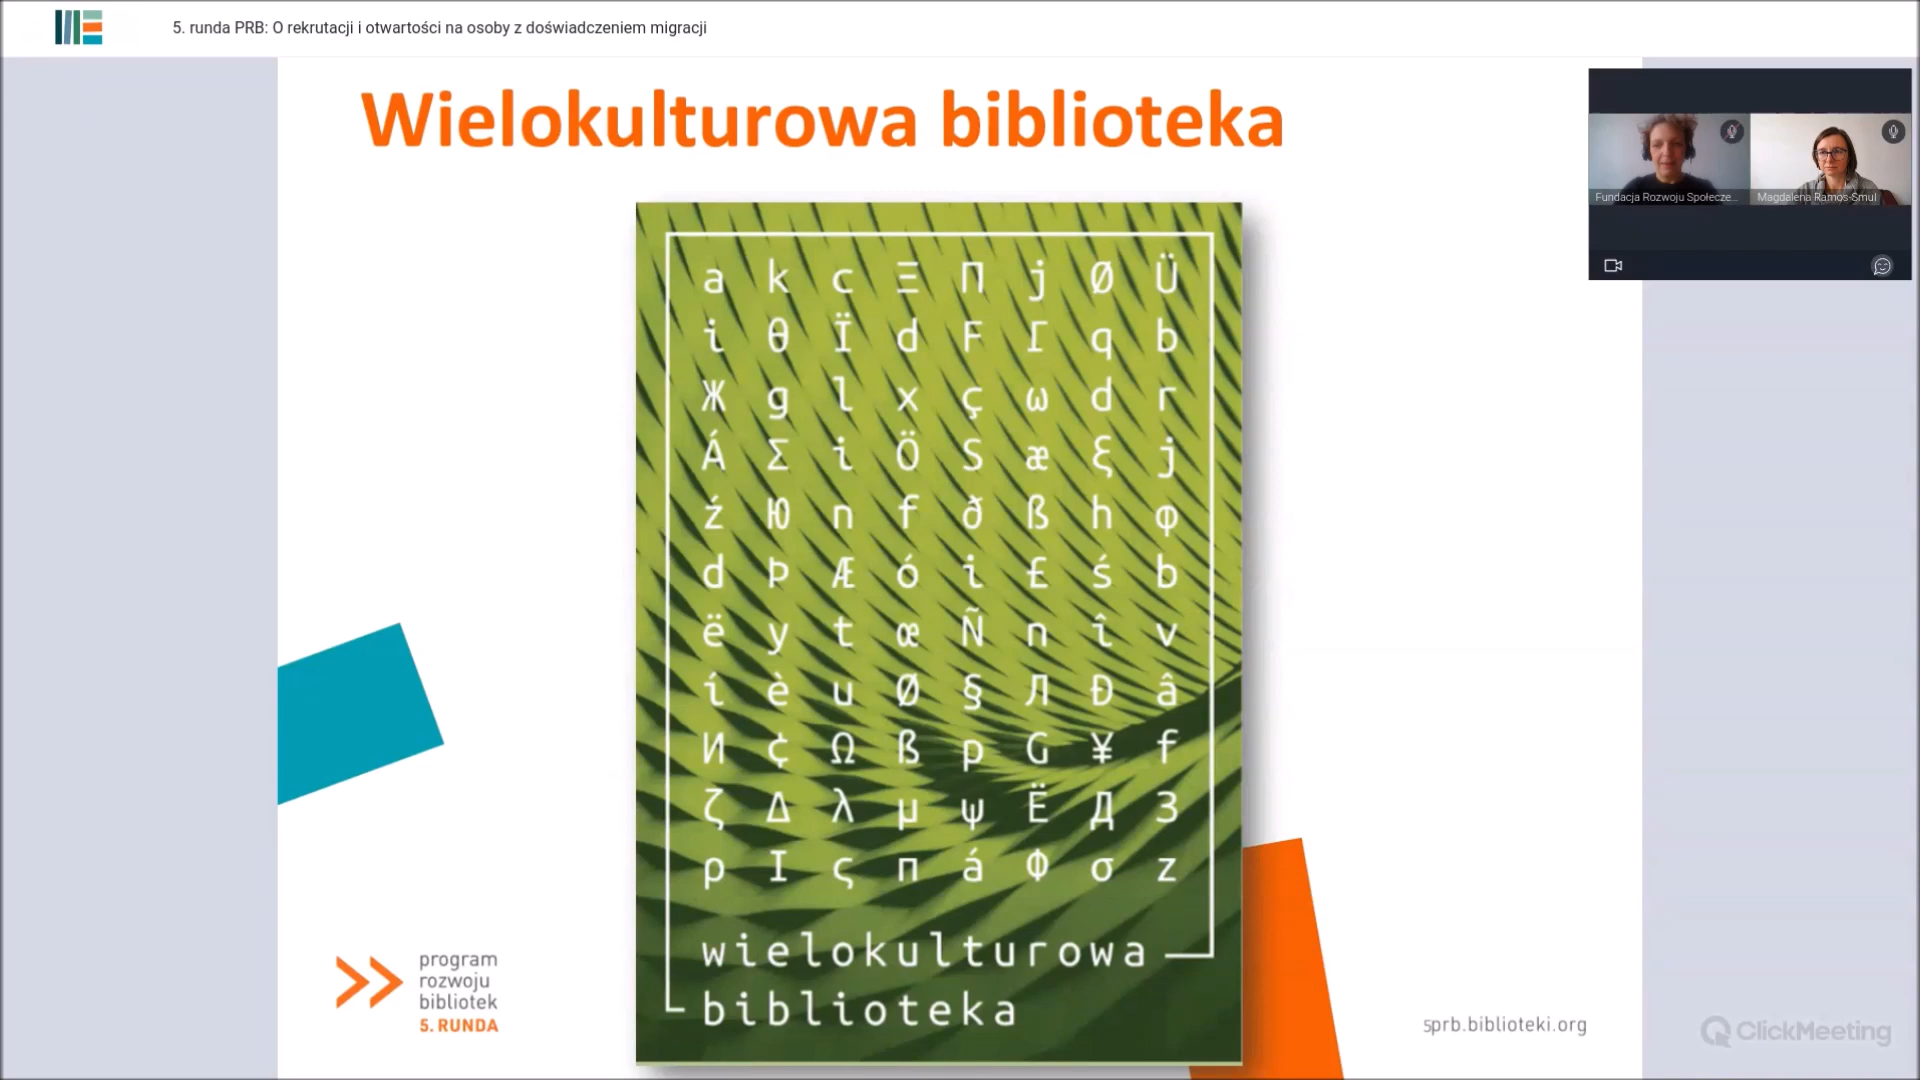 5. runda PRB: O rekrutacji i otwartości na osoby z doświadczeniem migracji
Wielokulturowa biblioteka
Fundacja Rozwoju Społecze...
Magdalena Ramos-Smul
a k c Ξ Π j Ø Ü
i θ Ï d F Γ q b
Ж g l x ç ω d r
Á Σ i Ö S æ ξ j
ź Ю n f ð ß h φ
d Þ Æ ó i £ ś b
ë y t œ Ñ n î v
í è u Ø § Л Đ â
И ¢ Ω ß p G ¥ f
ζ Δ λ μ ψ Ё Д З
ρ I ς π á Φ σ z
wielokulturowa
biblioteka
program
rozwoju
bibliotek
5. RUNDA
5prb.biblioteki.org
ClickMeeting